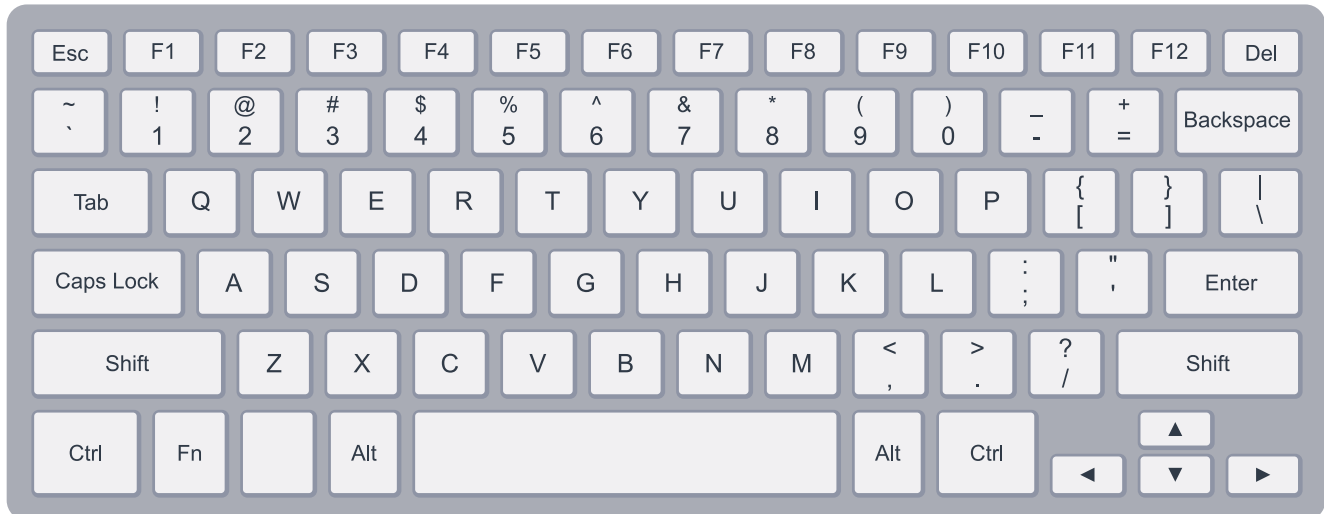 Esc F1 F2 F3 F4 F5 F6 F7 F8 F9 F10 F11 F12 Del
~ ! @ # $ % ^ & * ( ) _ +
` 1 2 3 4 5 6 7 8 9 0 - = Backspace
Tab Q W E R T Y U I O P { } |
[ ] \
Caps Lock A S D F G H J K L : " Enter
; '
Shift Z X C V B N M < > ? Shift
, . /
Ctrl Fn Alt Alt Ctrl ▲
◄ ▼ ►